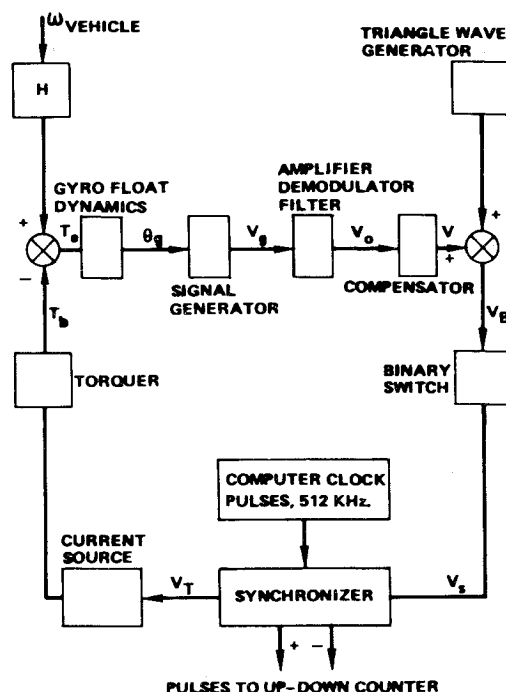 ωVEHICLE
TRIANGLE WAVE
GENERATOR
H
+
GYRO FLOAT
DYNAMICS
AMPLIFIER
DEMODULATOR
FILTER
+
Te
θg
Vg
Vo
V
+
−
SIGNAL
GENERATOR
COMPENSATOR
Tb
VB
TORQUER
BINARY
SWITCH
COMPUTER CLOCK
PULSES, 512 KHz.
CURRENT
SOURCE
VT
SYNCHRONIZER
Vs
+
−
PULSES TO UP-DOWN COUNTER